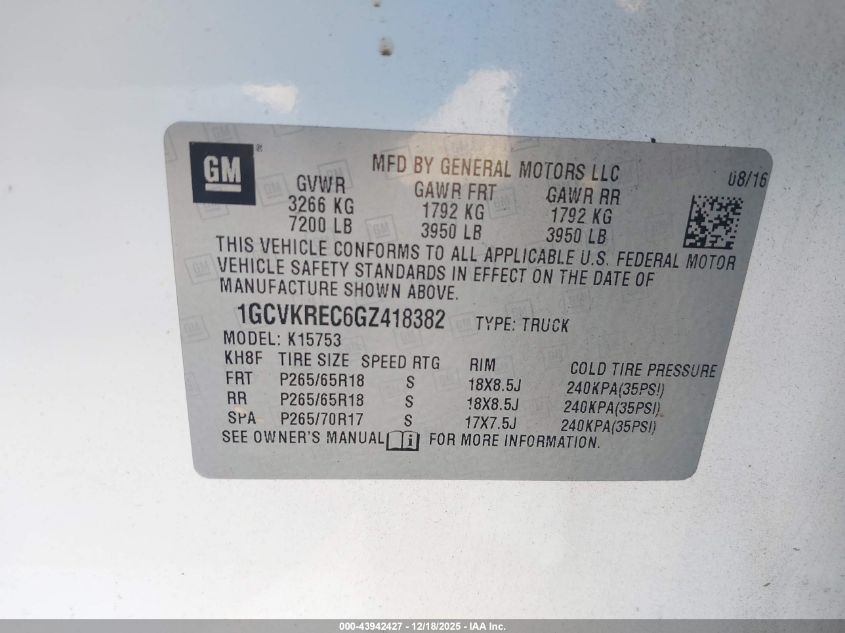 GM
MFD BY GENERAL MOTORS LLC 08/16
GVWR GAWR FRT GAWR RR
3266 KG 1792 KG 1792 KG
7200 LB 3950 LB 3950 LB
THIS VEHICLE CONFORMS TO ALL APPLICABLE U.S. FEDERAL MOTOR
VEHICLE SAFETY STANDARDS IN EFFECT ON THE DATE OF
MANUFACTURE SHOWN ABOVE.
1GCVKREC6GZ418382 TYPE: TRUCK
MODEL: K15753
KH8F TIRE SIZE SPEED RTG RIM COLD TIRE PRESSURE
FRT P265/65R18 S 18X8.5J 240KPA(35PSI)
RR P265/65R18 S 18X8.5J 240KPA(35PSI)
SPA P265/70R17 S 17X7.5J 240KPA(35PSI)
SEE OWNER'S MANUAL FOR MORE INFORMATION.
000-43942427 - 12/18/2025 - IAA Inc.